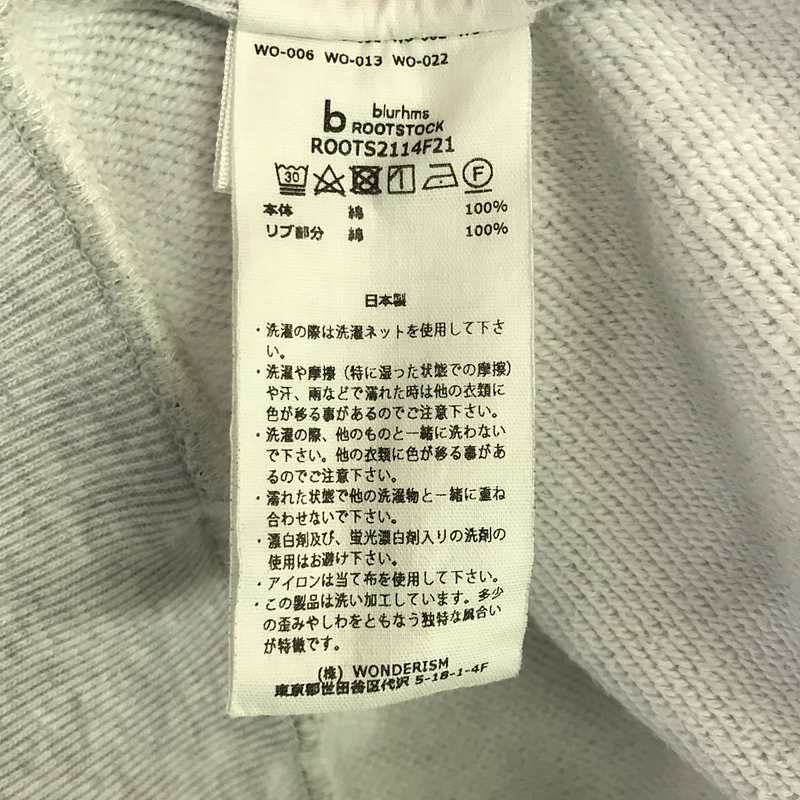 WO-006 WO-013 WO-022
b blurhms
ROOTSTOCK
ROOTS2114F21
30 F
本体 綿 100%
リブ部分 綿 100%
日本製
・洗濯の際は洗濯ネットを使用して下さ
い。
・洗濯や摩擦（特に湿った状態での摩擦）
や汗、雨などで濡れた時は他の衣類に
色が移る事があるのでご注意下さい。
・洗濯の際、他のものと一緒に洗わない
で下さい。他の衣類に色が移る事があ
るのでご注意下さい。
・濡れた状態で他の洗濯物と一緒に重ね
合わせないで下さい。
・漂白剤及び、蛍光漂白剤入りの洗剤の
使用はお避け下さい。
・アイロンは当て布を使用して下さい。
・この製品は洗い加工しています。多少
の歪みやしわをともなう独特な風合い
が特徴です。
（株）WONDERISM
東京都世田谷区代沢 5-18-1-4F